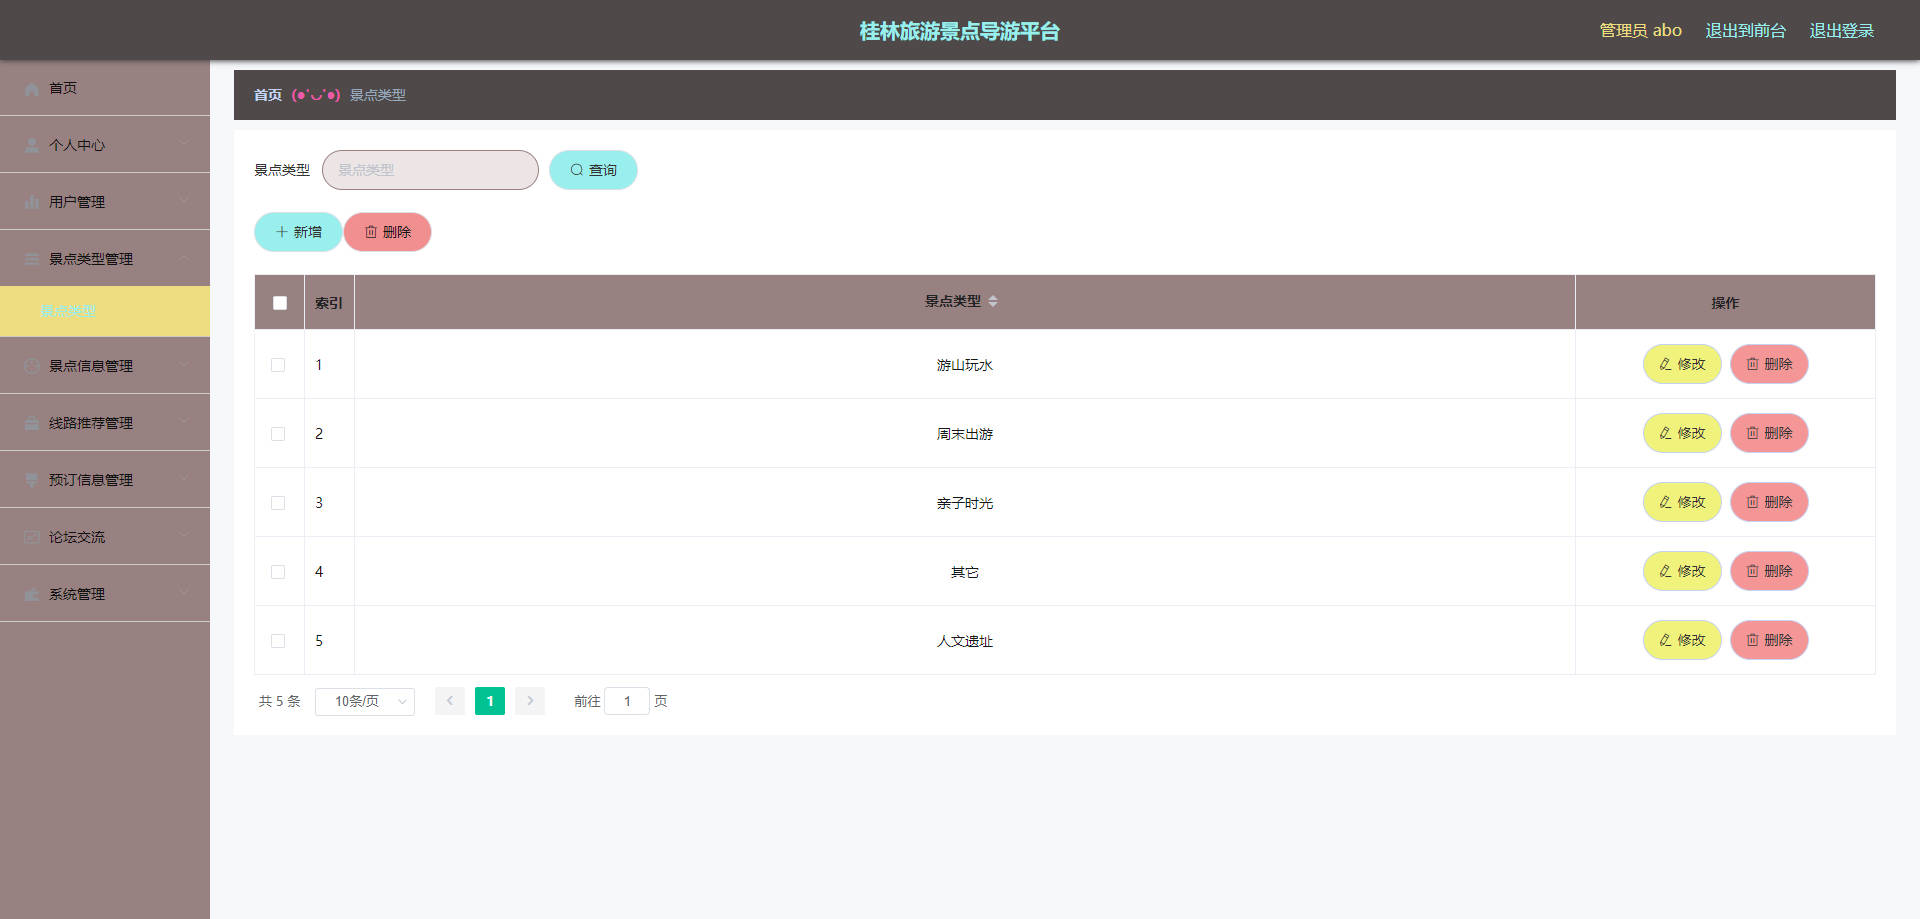 桂林旅游景点导游平台
管理员 abo 退出到前台 退出登录
首页
个人中心
用户管理
景点类型管理
景点类型
景点信息管理
线路推荐管理
预订信息管理
论坛交流
系统管理
首页 (●'◡'●) 景点类型
景点类型 景点类型 查询
新增 删除
索引 景点类型 操作
1 游山玩水 修改 删除
2 周末出游 修改 删除
3 亲子时光 修改 删除
4 其它 修改 删除
5 人文遗址 修改 删除
共 5 条 10条/页 1 前往 1 页